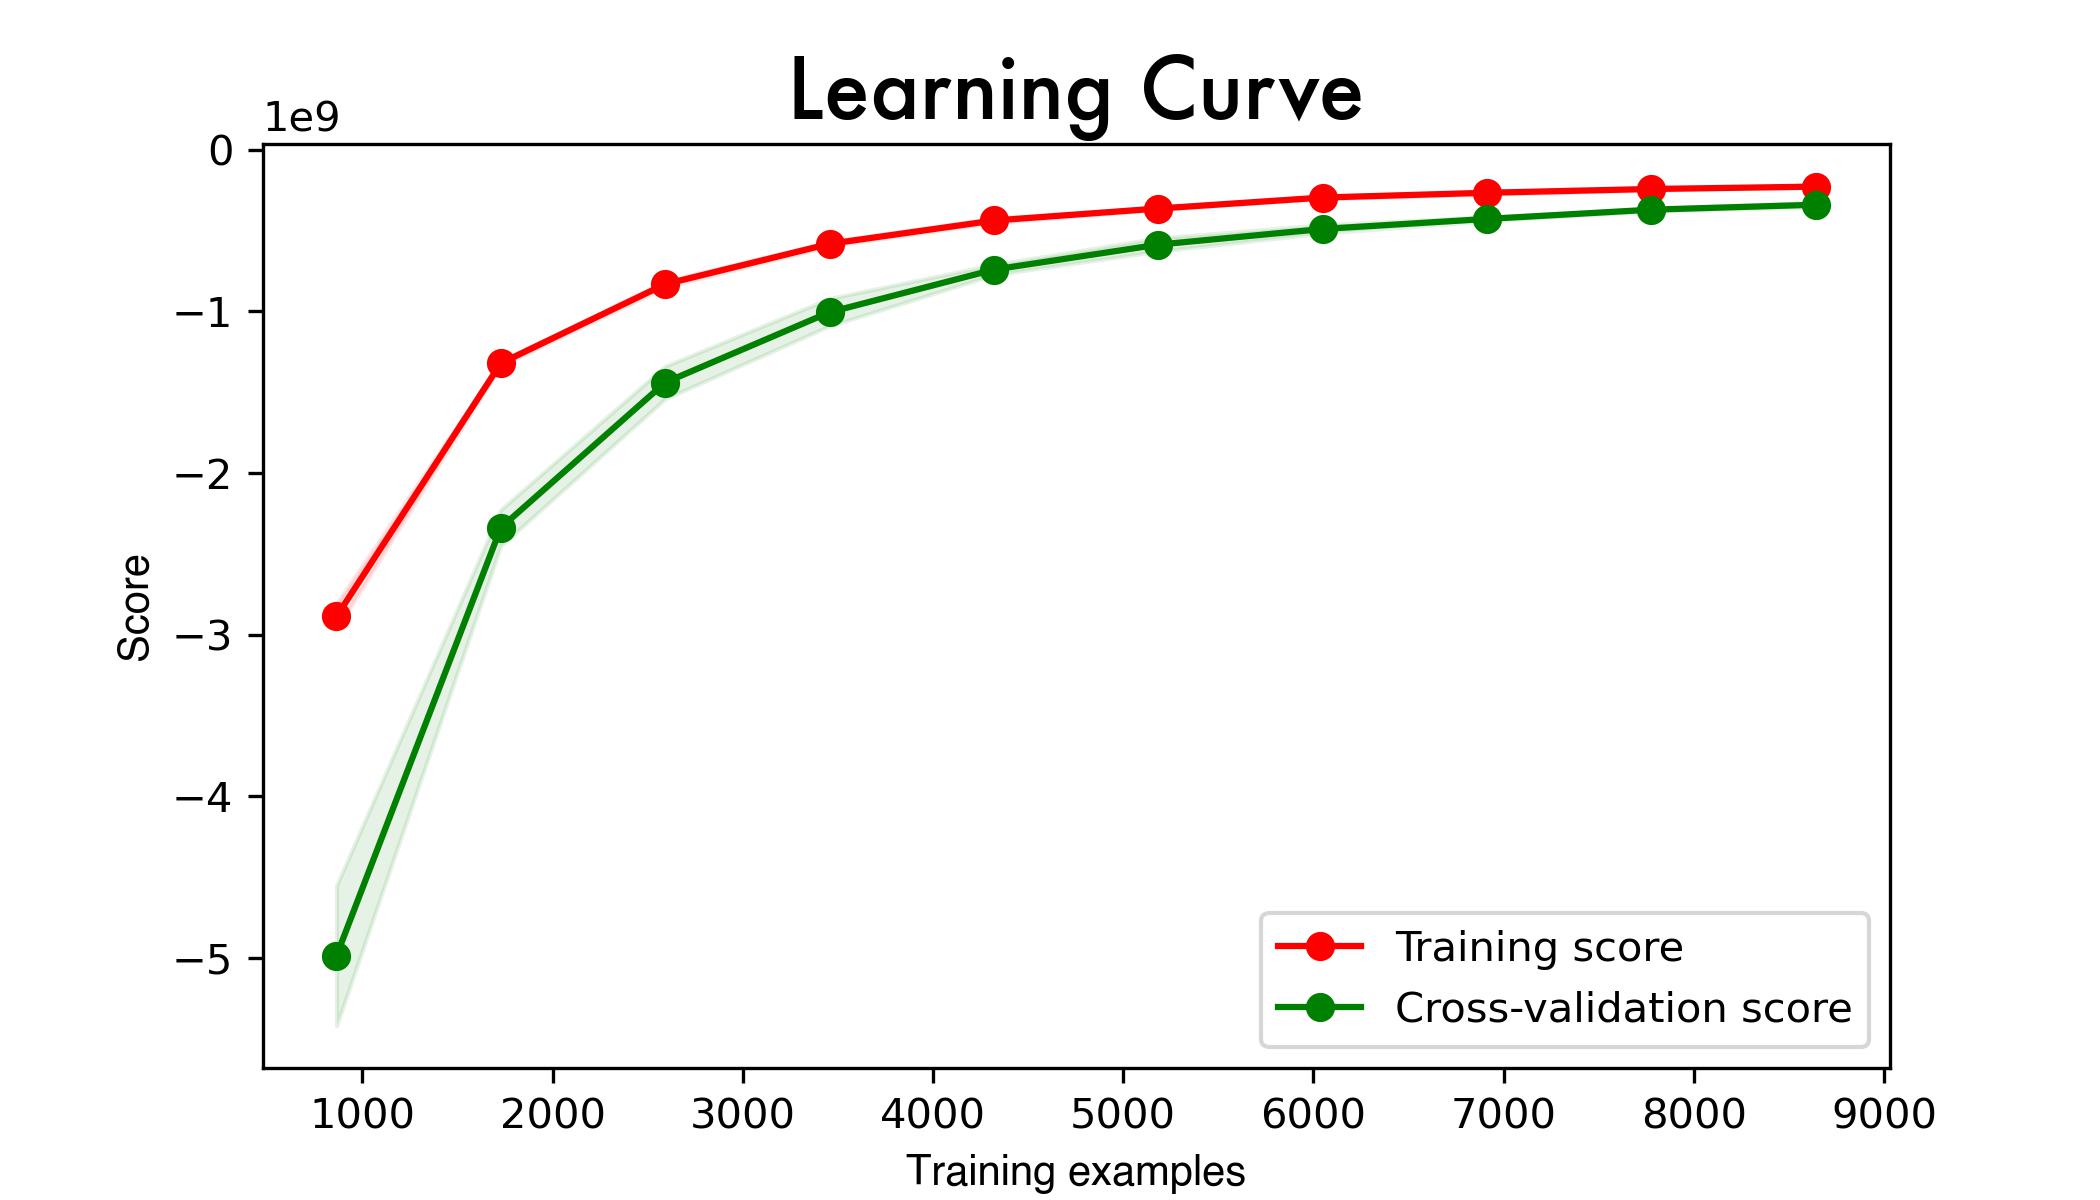 Learning Curve
1e9
0
−1
−2
−3
−4
−5
Score
Training score
Cross-validation score
1000 2000 3000 4000 5000 6000 7000 8000 9000
Training examples